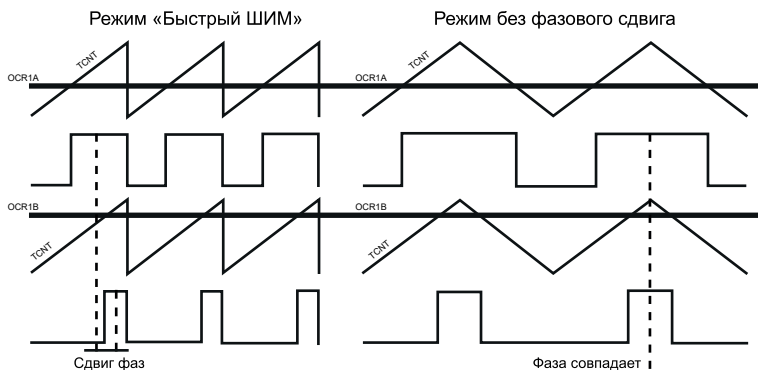 Режим «Быстрый ШИМ»
Режим без фазового сдвига
TCNT
TCNT
OCR1A
OCR1A
OCR1B
OCR1B
TCNT
TCNT
Сдвиг фаз
Фаза совпадает